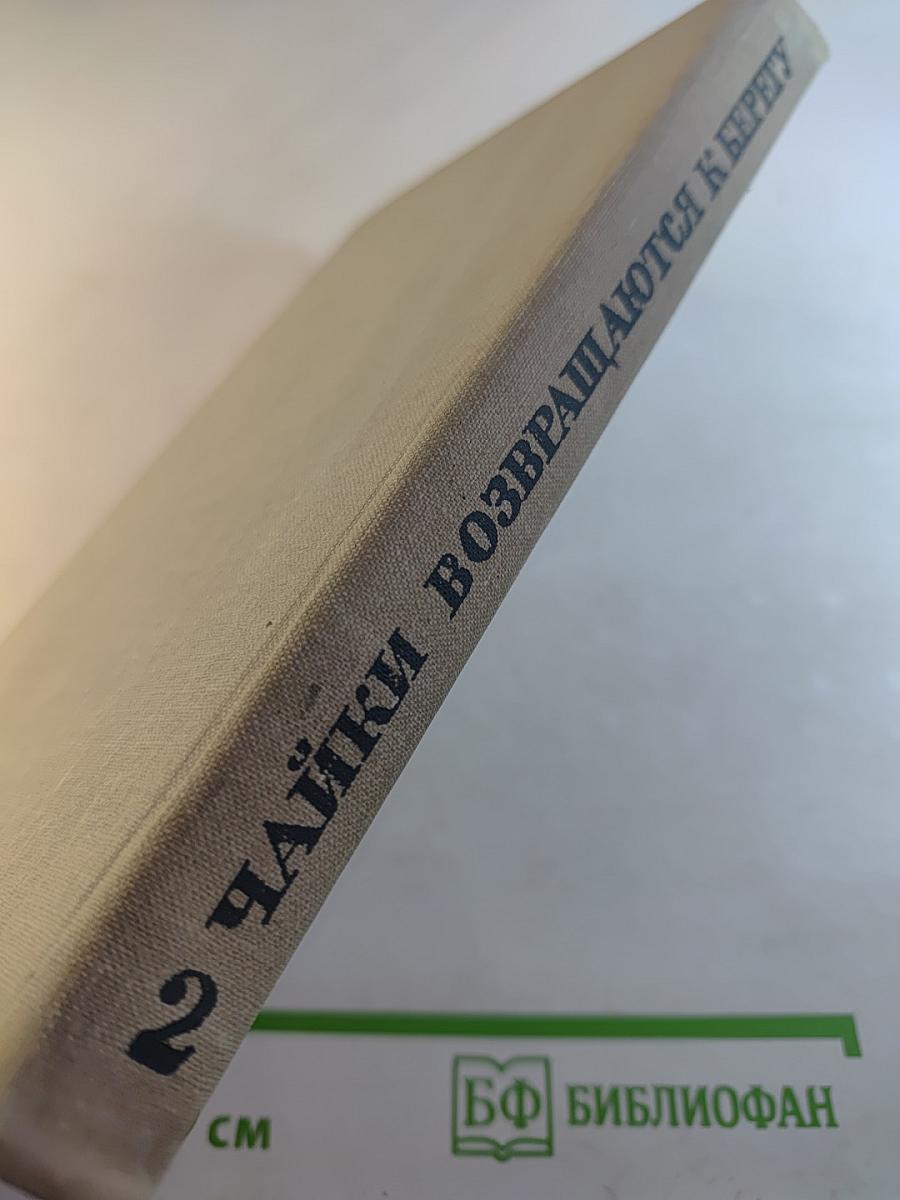 2 ЧАЙКИ ВОЗВРАЩАЮТСЯ К БЕРЕГУ
см
БФ БИБЛИОФАН